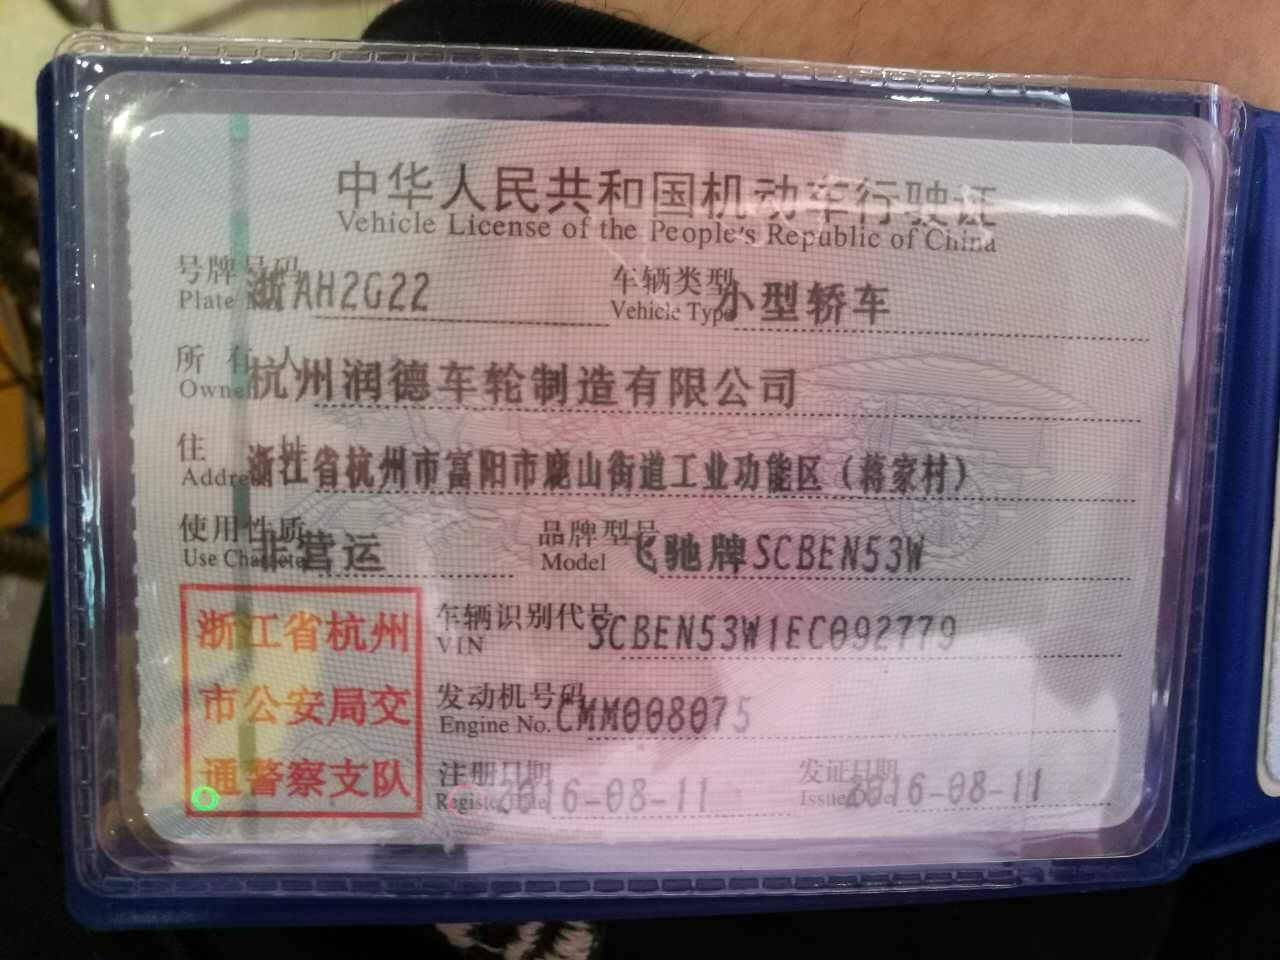 中华人民共和国机动车行驶证
Vehicle License of the People's Republic of China
号牌号码 浙AH2G22 车辆类型 小型轿车
Plate Vehicle Type
所有人 杭州润德车轮制造有限公司
Owner
住址 浙江省杭州市富阳市鹿山街道工业功能区（蒋家村）
Addre
使用性质 非营运 品牌型号 飞驰牌SCBEN53W
Use Character Model
浙江省杭州
市公安局交
通警察支队
车辆识别代号 SCBEN53W1EC092779
VIN
发动机号码 CMM008075
Engine No.
注册日期 2016-08-11 发证日期 2016-08-11
Register Date Issue Date